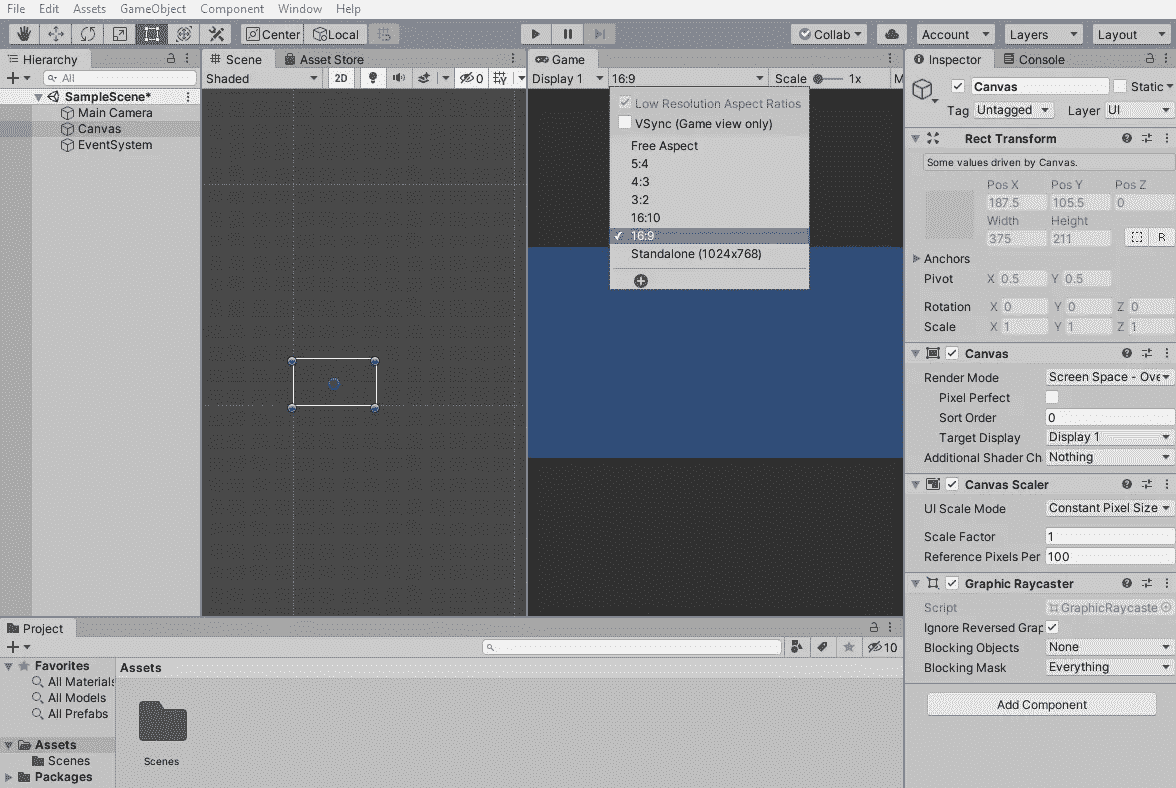 File Edit Assets GameObject Component Window Help
Center Local Collab Account Layers Layout
Hierarchy
All
SampleScene*
Main Camera
Canvas
EventSystem
Scene Asset Store
Shaded 2D 0
Game
Display 1 16:9 Scale 1x M
Low Resolution Aspect Ratios
VSync (Game view only)
Free Aspect
5:4
4:3
3:2
16:10
16:9
Standalone (1024x768)
Inspector Console
Canvas Static
Tag Untagged Layer UI
Rect Transform
Some values driven by Canvas.
Pos X Pos Y Pos Z
187.5 105.5 0
Width Height
375 211 R
Anchors
Pivot X 0.5 Y 0.5
Rotation X 0 Y 0 Z 0
Scale X 1 Y 1 Z 1
Canvas
Render Mode Screen Space - Ove
Pixel Perfect
Sort Order 0
Target Display Display 1
Additional Shader Ch Nothing
Canvas Scaler
UI Scale Mode Constant Pixel Size
Scale Factor 1
Reference Pixels Per 100
Graphic Raycaster
Script GraphicRaycaste
Ignore Reversed Grap
Blocking Objects None
Blocking Mask Everything
Add Component
Project
10
Favorites
All Materials
All Models
All Prefabs
Assets
Scenes
Packages
Assets
Scenes